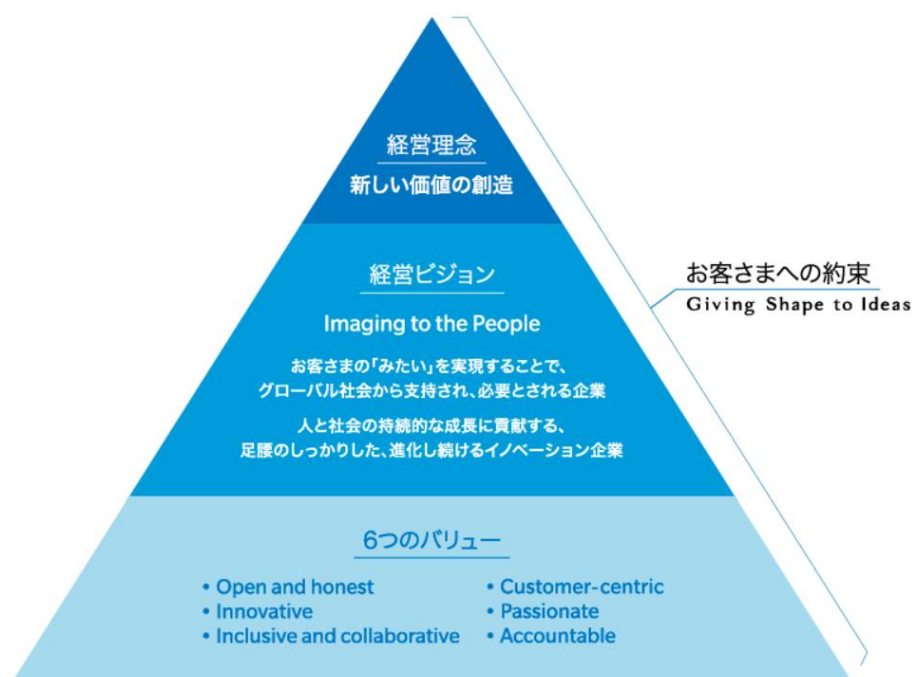 経営理念
新しい価値の創造
経営ビジョン
Imaging to the People
お客さまの「みたい」を実現することで、
グローバル社会から支持され、必要とされる企業
人と社会の持続的な成長に貢献する、
足腰のしっかりした、進化し続けるイノベーション企業
6つのバリュー
• Open and honest
• Innovative
• Inclusive and collaborative
• Customer-centric
• Passionate
• Accountable
お客さまへの約束
Giving Shape to Ideas